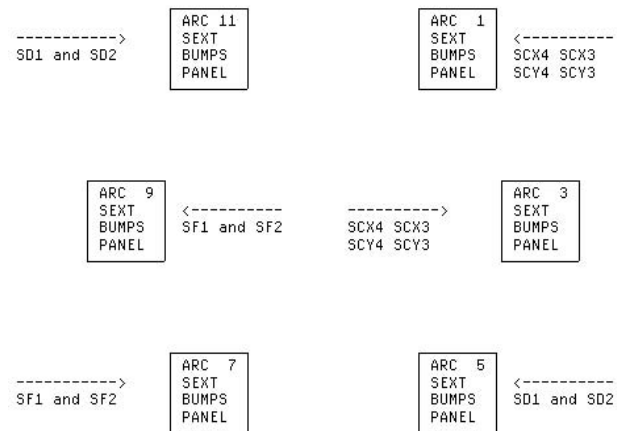 ARC 11
SEXT
BUMPS
PANEL
----------->
SD1 and SD2
ARC 1
SEXT
BUMPS
PANEL
<-----------
SCX4 SCX3
SCY4 SCY3
ARC 9
SEXT
BUMPS
PANEL
<-----------
SF1 and SF2
---------->
SCX4 SCX3
SCY4 SCY3
ARC 3
SEXT
BUMPS
PANEL
----------->
SF1 and SF2
ARC 7
SEXT
BUMPS
PANEL
ARC 5
SEXT
BUMPS
PANEL
<-----------
SD1 and SD2